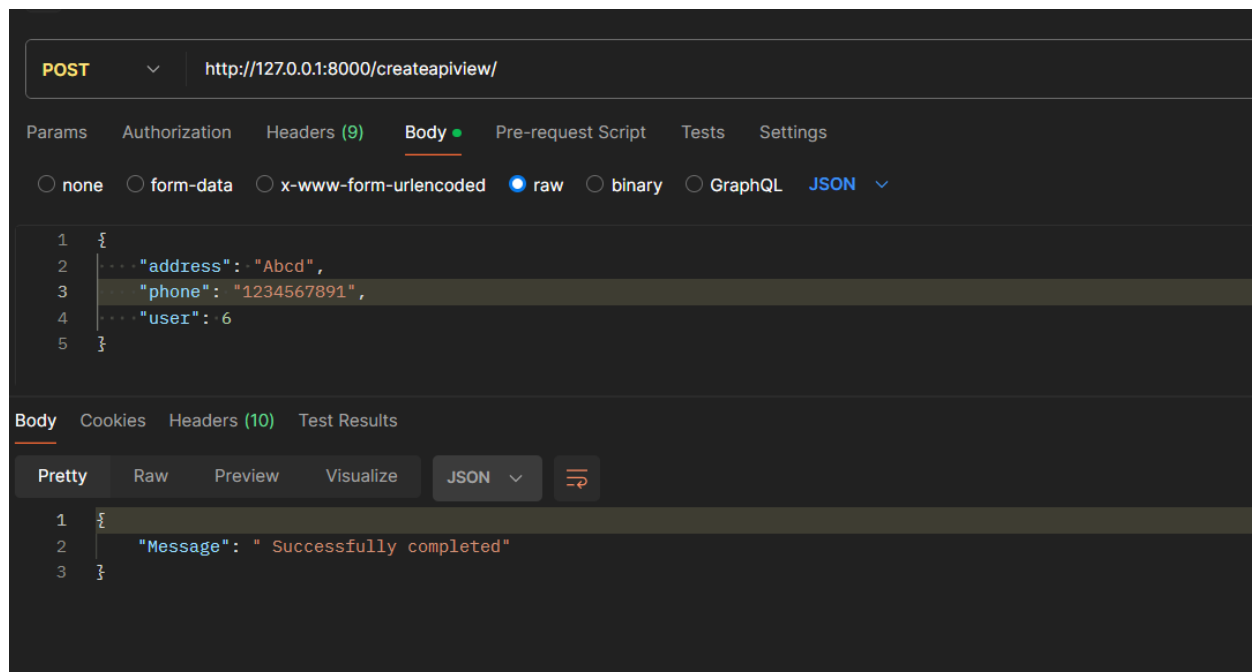 POST http://127.0.0.1:8000/createapiview/
Params Authorization Headers (9) Body Pre-request Script Tests Settings
none form-data x-www-form-urlencoded raw binary GraphQL JSON
1 {
2 "address": "Abcd",
3 "phone": "1234567891",
4 "user": 6
5 }
Body Cookies Headers (10) Test Results
Pretty Raw Preview Visualize JSON
1 {
2 "Message": " Successfully completed"
3 }